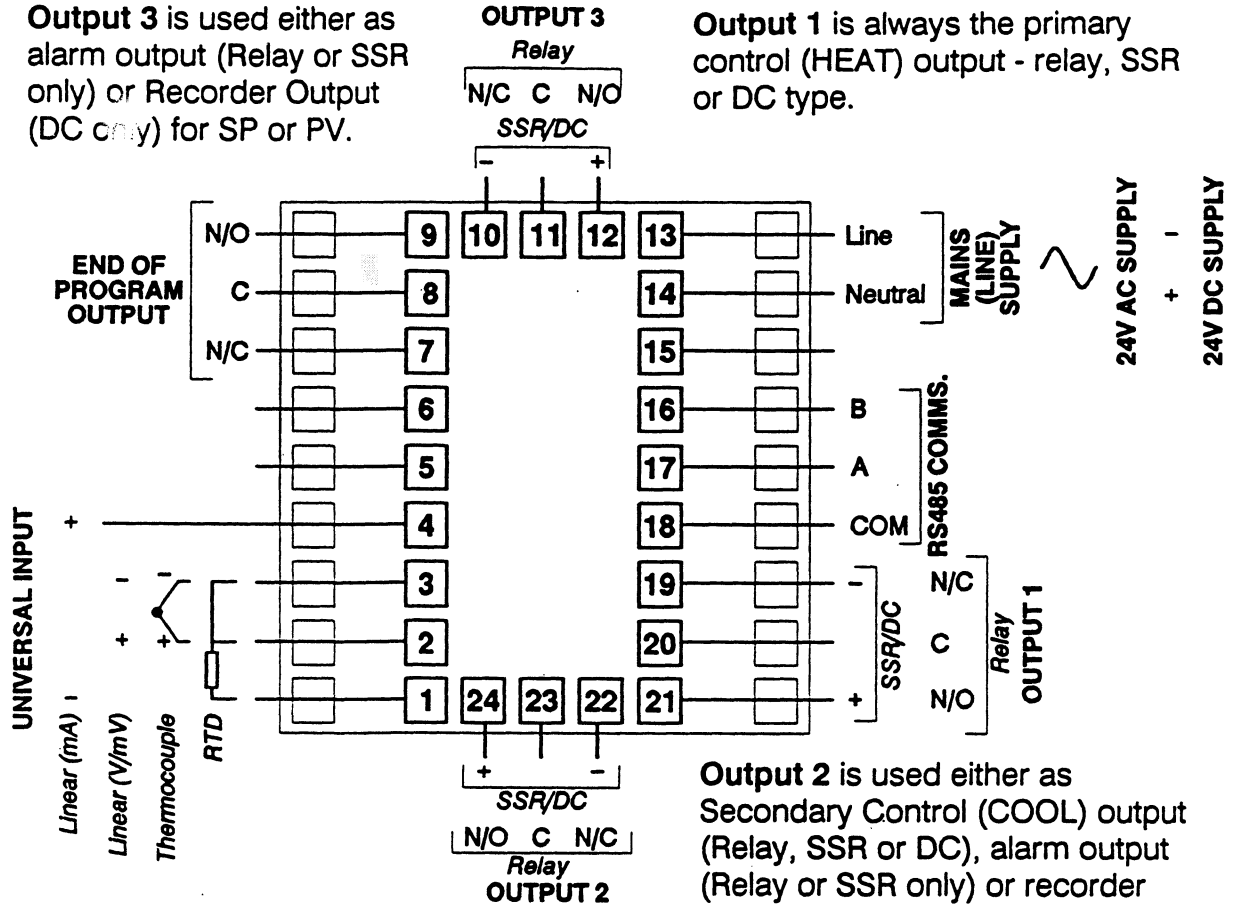 Output 3 is used either as
alarm output (Relay or SSR
only) or Recorder Output
(DC only) for SP or PV.
OUTPUT 3
Relay
N/C C N/O
SSR/DC
- +
Output 1 is always the primary
control (HEAT) output - relay, SSR
or DC type.
END OF
PROGRAM
OUTPUT
N/O
C
N/C
9 10 11 12 13
8 14
7 15
6 16
5 17
4 18
3 19
2 20
1 24 23 22 21
Line
Neutral
MAINS
(LINE)
SUPPLY
24V AC SUPPLY
-
+
24V DC SUPPLY
B
A
COM
RS485 COMMS.
-
+
SSR/DC
N/C
C
N/O
Relay
OUTPUT 1
UNIVERSAL INPUT
+
- -
+ +
Linear (mA) -
Linear (V/mV)
Thermocouple
RTD
+ -
SSR/DC
N/O C N/C
Relay
OUTPUT 2
Output 2 is used either as
Secondary Control (COOL) output
(Relay, SSR or DC), alarm output
(Relay or SSR only) or recorder